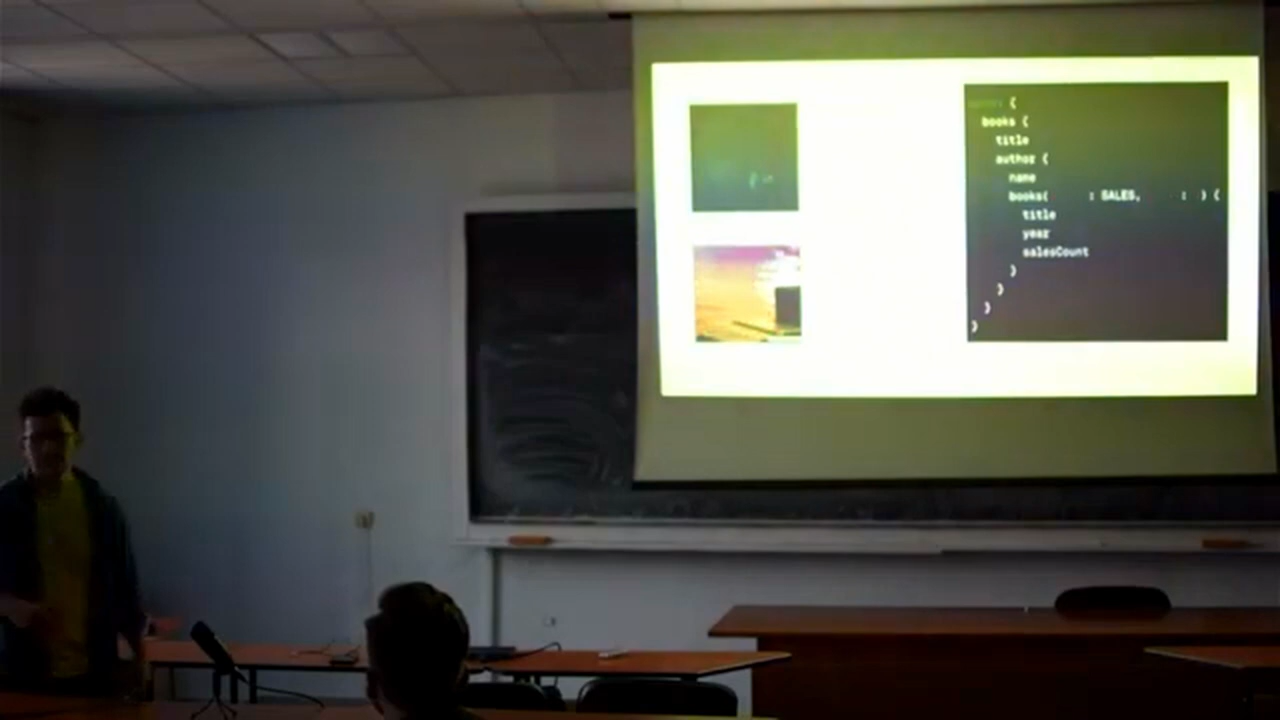 {
books {
title
author {
name
books( : SALES, : ) {
title
year
salesCount
}
}
}
}